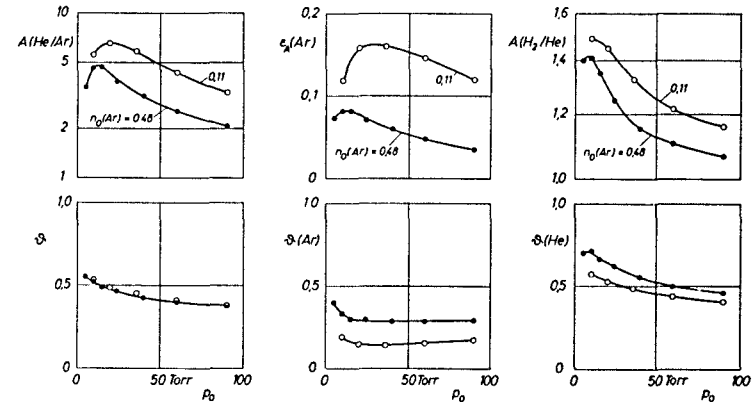 10
A (He/Ar)
5
2
1
0,11
n₀(Ar) = 0.48
0,2
εA(Ar)
0,1
0
0,11
n₀(Ar) = 0,48
1,6
A (H₂/He)
1,4
1,2
1,0
0,11
n₀(Ar) = 0,48
1,0
ϑ
0,5
0
0
50 Torr
100
p₀
1,0
ϑ(Ar)
0,5
0
0
50 Torr
100
p₀
1,0
ϑ(He)
0,5
0
0
50 Torr
100
p₀